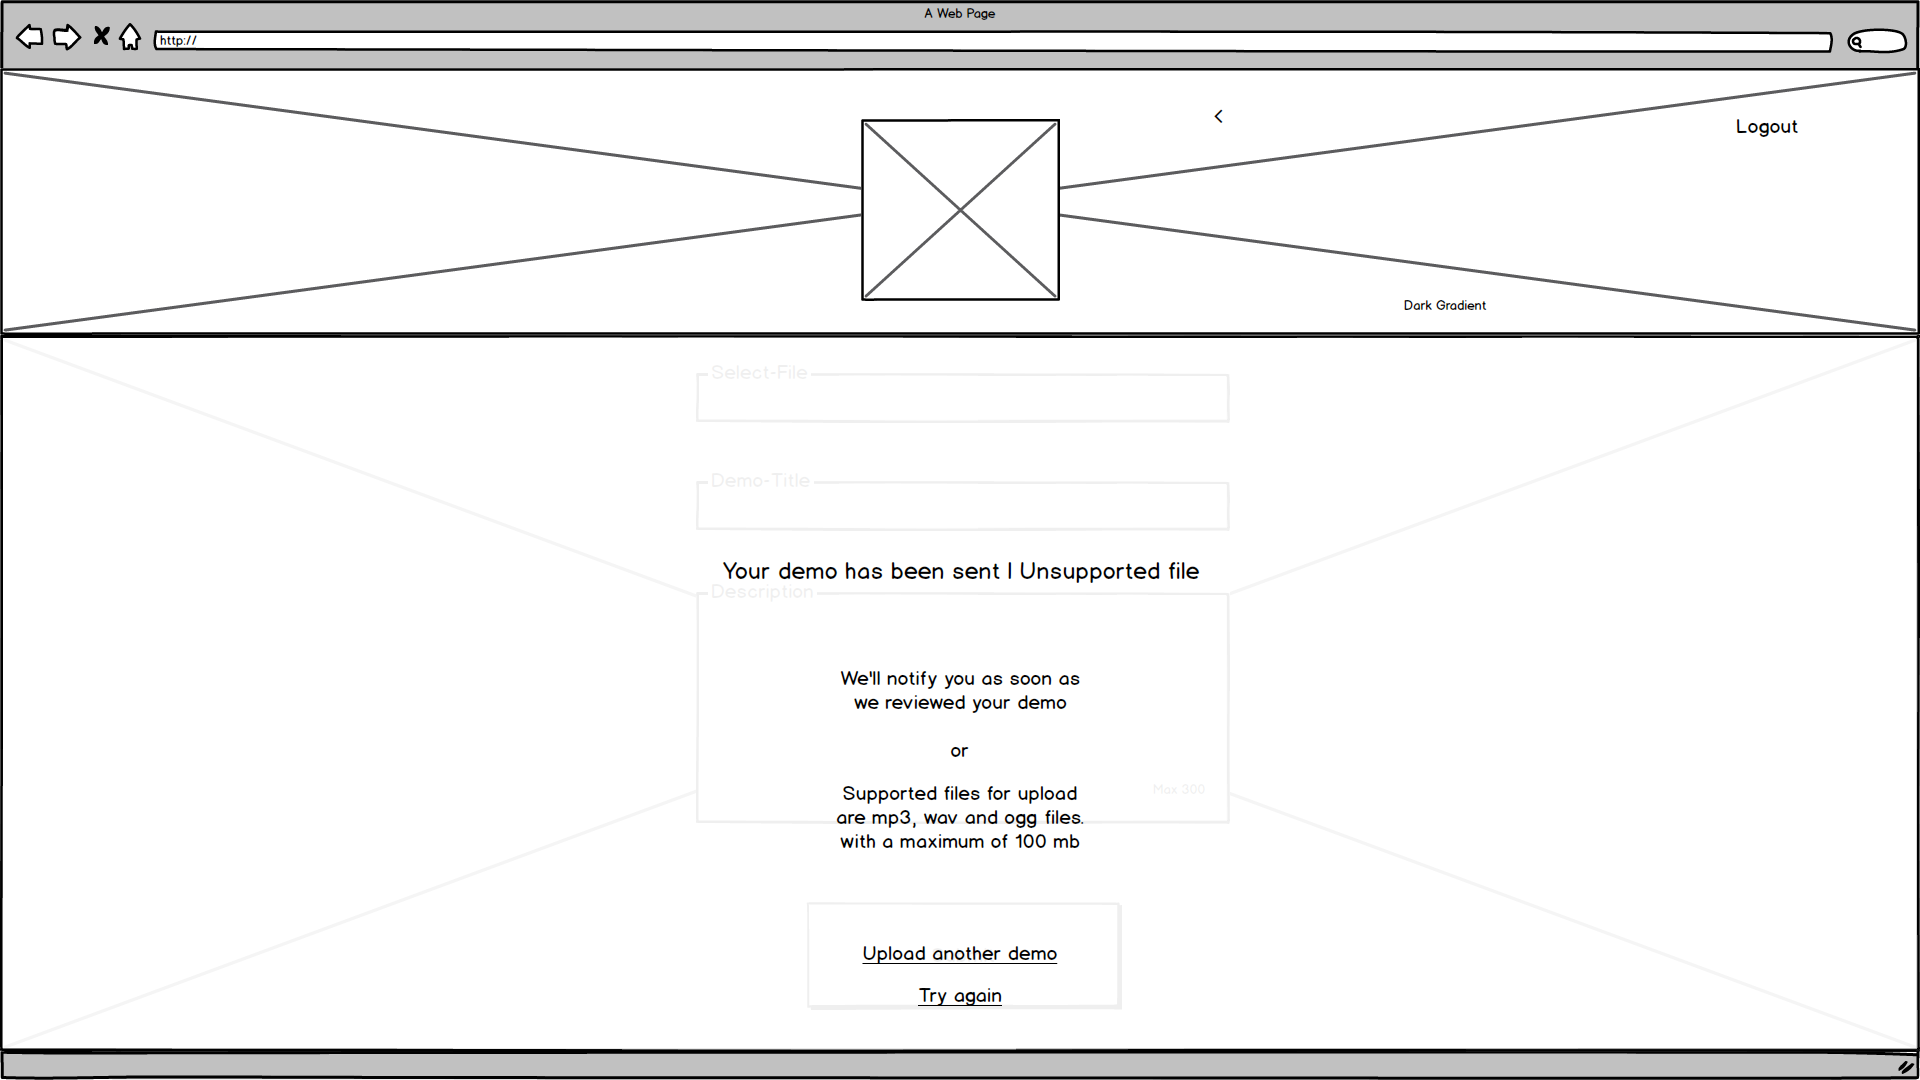 A Web Page
http://
<
Logout
Dark Gradient
Select-File
Demo-Title
Your demo has been sent | Unsupported file
Description
We'll notify you as soon as
we reviewed your demo
or
Max 300
Supported files for upload
are mp3, wav and ogg files.
with a maximum of 100 mb
Upload another demo
Try again